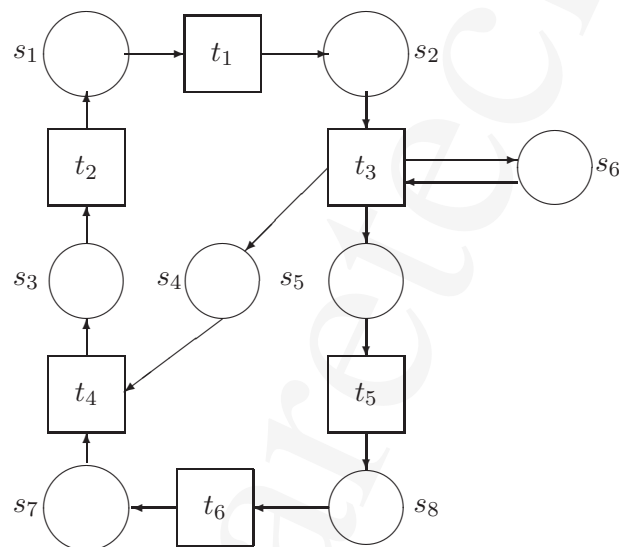 s₁ t₁ s₂
t₂ t₃ s₆
s₃ s₄ s₅
t₄ t₅
s₇ t₆ s₈